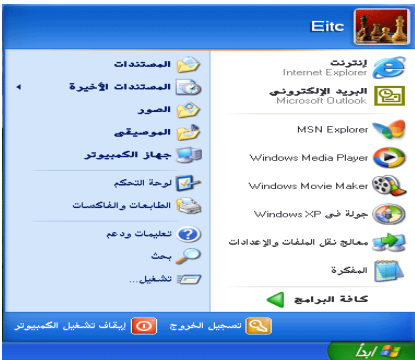 Eitc
إنترنت
Internet Explorer
البريد الإلكتروني
Microsoft Outlook
MSN Explorer
Windows Media Player
Windows Movie Maker
جولة في Windows XP
معالج نقل الملفات والإعدادات
المفكرة
كافة البرامج
المستندات
المستندات الأخيرة
الصور
الموسيقى
جهاز الكمبيوتر
لوحة التحكم
الطابعات والفاكسات
تعليمات ودعم
بحث
تشغيل...
تسجيل الخروج
إيقاف تشغيل الكمبيوتر
ابدأ